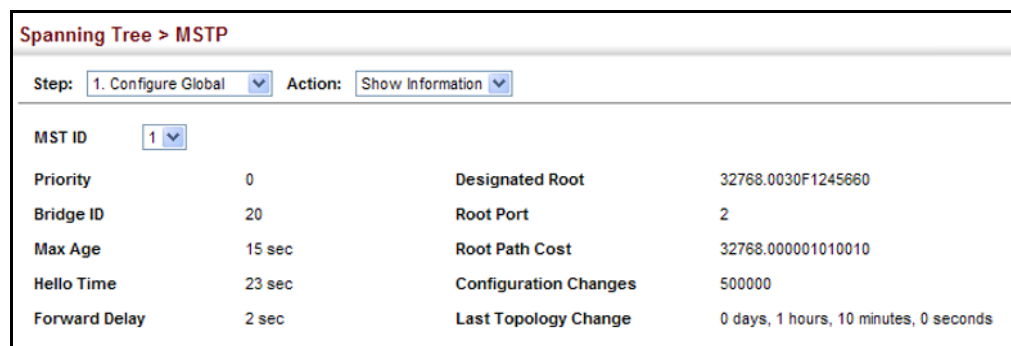 Spanning Tree > MSTP
Step: 1. Configure Global Action: Show Information
MST ID 1
Priority 0 Designated Root 32768.0030F1245660
Bridge ID 20 Root Port 2
Max Age 15 sec Root Path Cost 32768.000001010010
Hello Time 23 sec Configuration Changes 500000
Forward Delay 2 sec Last Topology Change 0 days, 1 hours, 10 minutes, 0 seconds